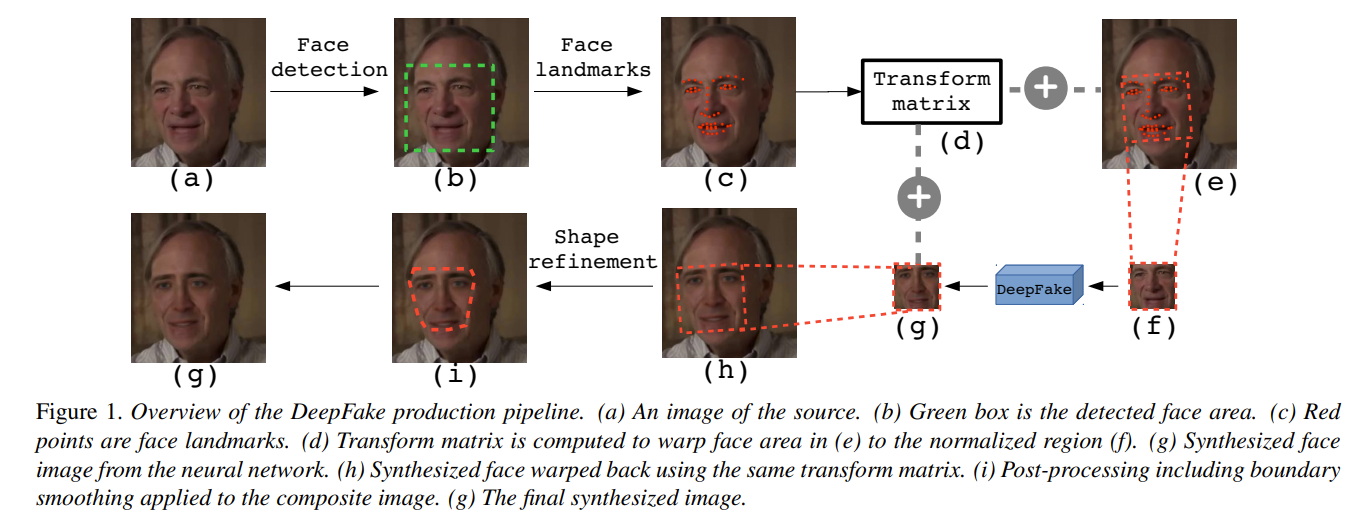 Face
detection
Face
landmarks
Transform
matrix
(a)
(b)
(c)
(d)
(e)
Shape
refinement
DeepFake
(g)
(i)
(h)
(g)
(f)
Figure 1. Overview of the DeepFake production pipeline. (a) An image of the source. (b) Green box is the detected face area. (c) Red
points are face landmarks. (d) Transform matrix is computed to warp face area in (e) to the normalized region (f). (g) Synthesized face
image from the neural network. (h) Synthesized face warped back using the same transform matrix. (i) Post-processing including boundary
smoothing applied to the composite image. (g) The final synthesized image.